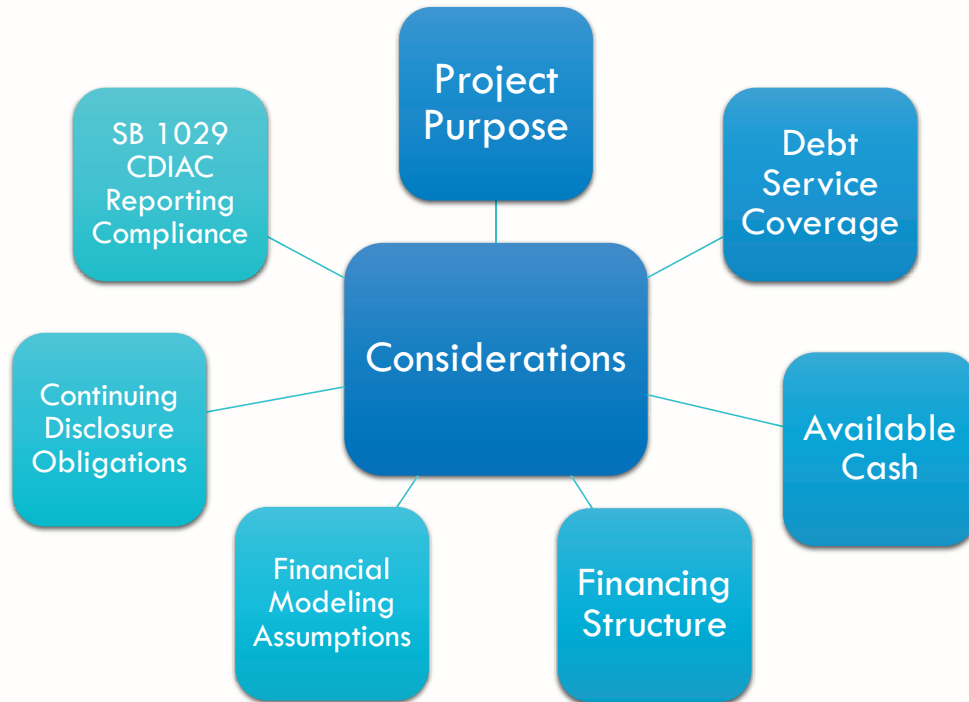 Project
Purpose
SB 1029
CDIAC
Reporting
Compliance
Debt
Service
Coverage
Considerations
Continuing
Disclosure
Obligations
Available
Cash
Financial
Modeling
Assumptions
Financing
Structure